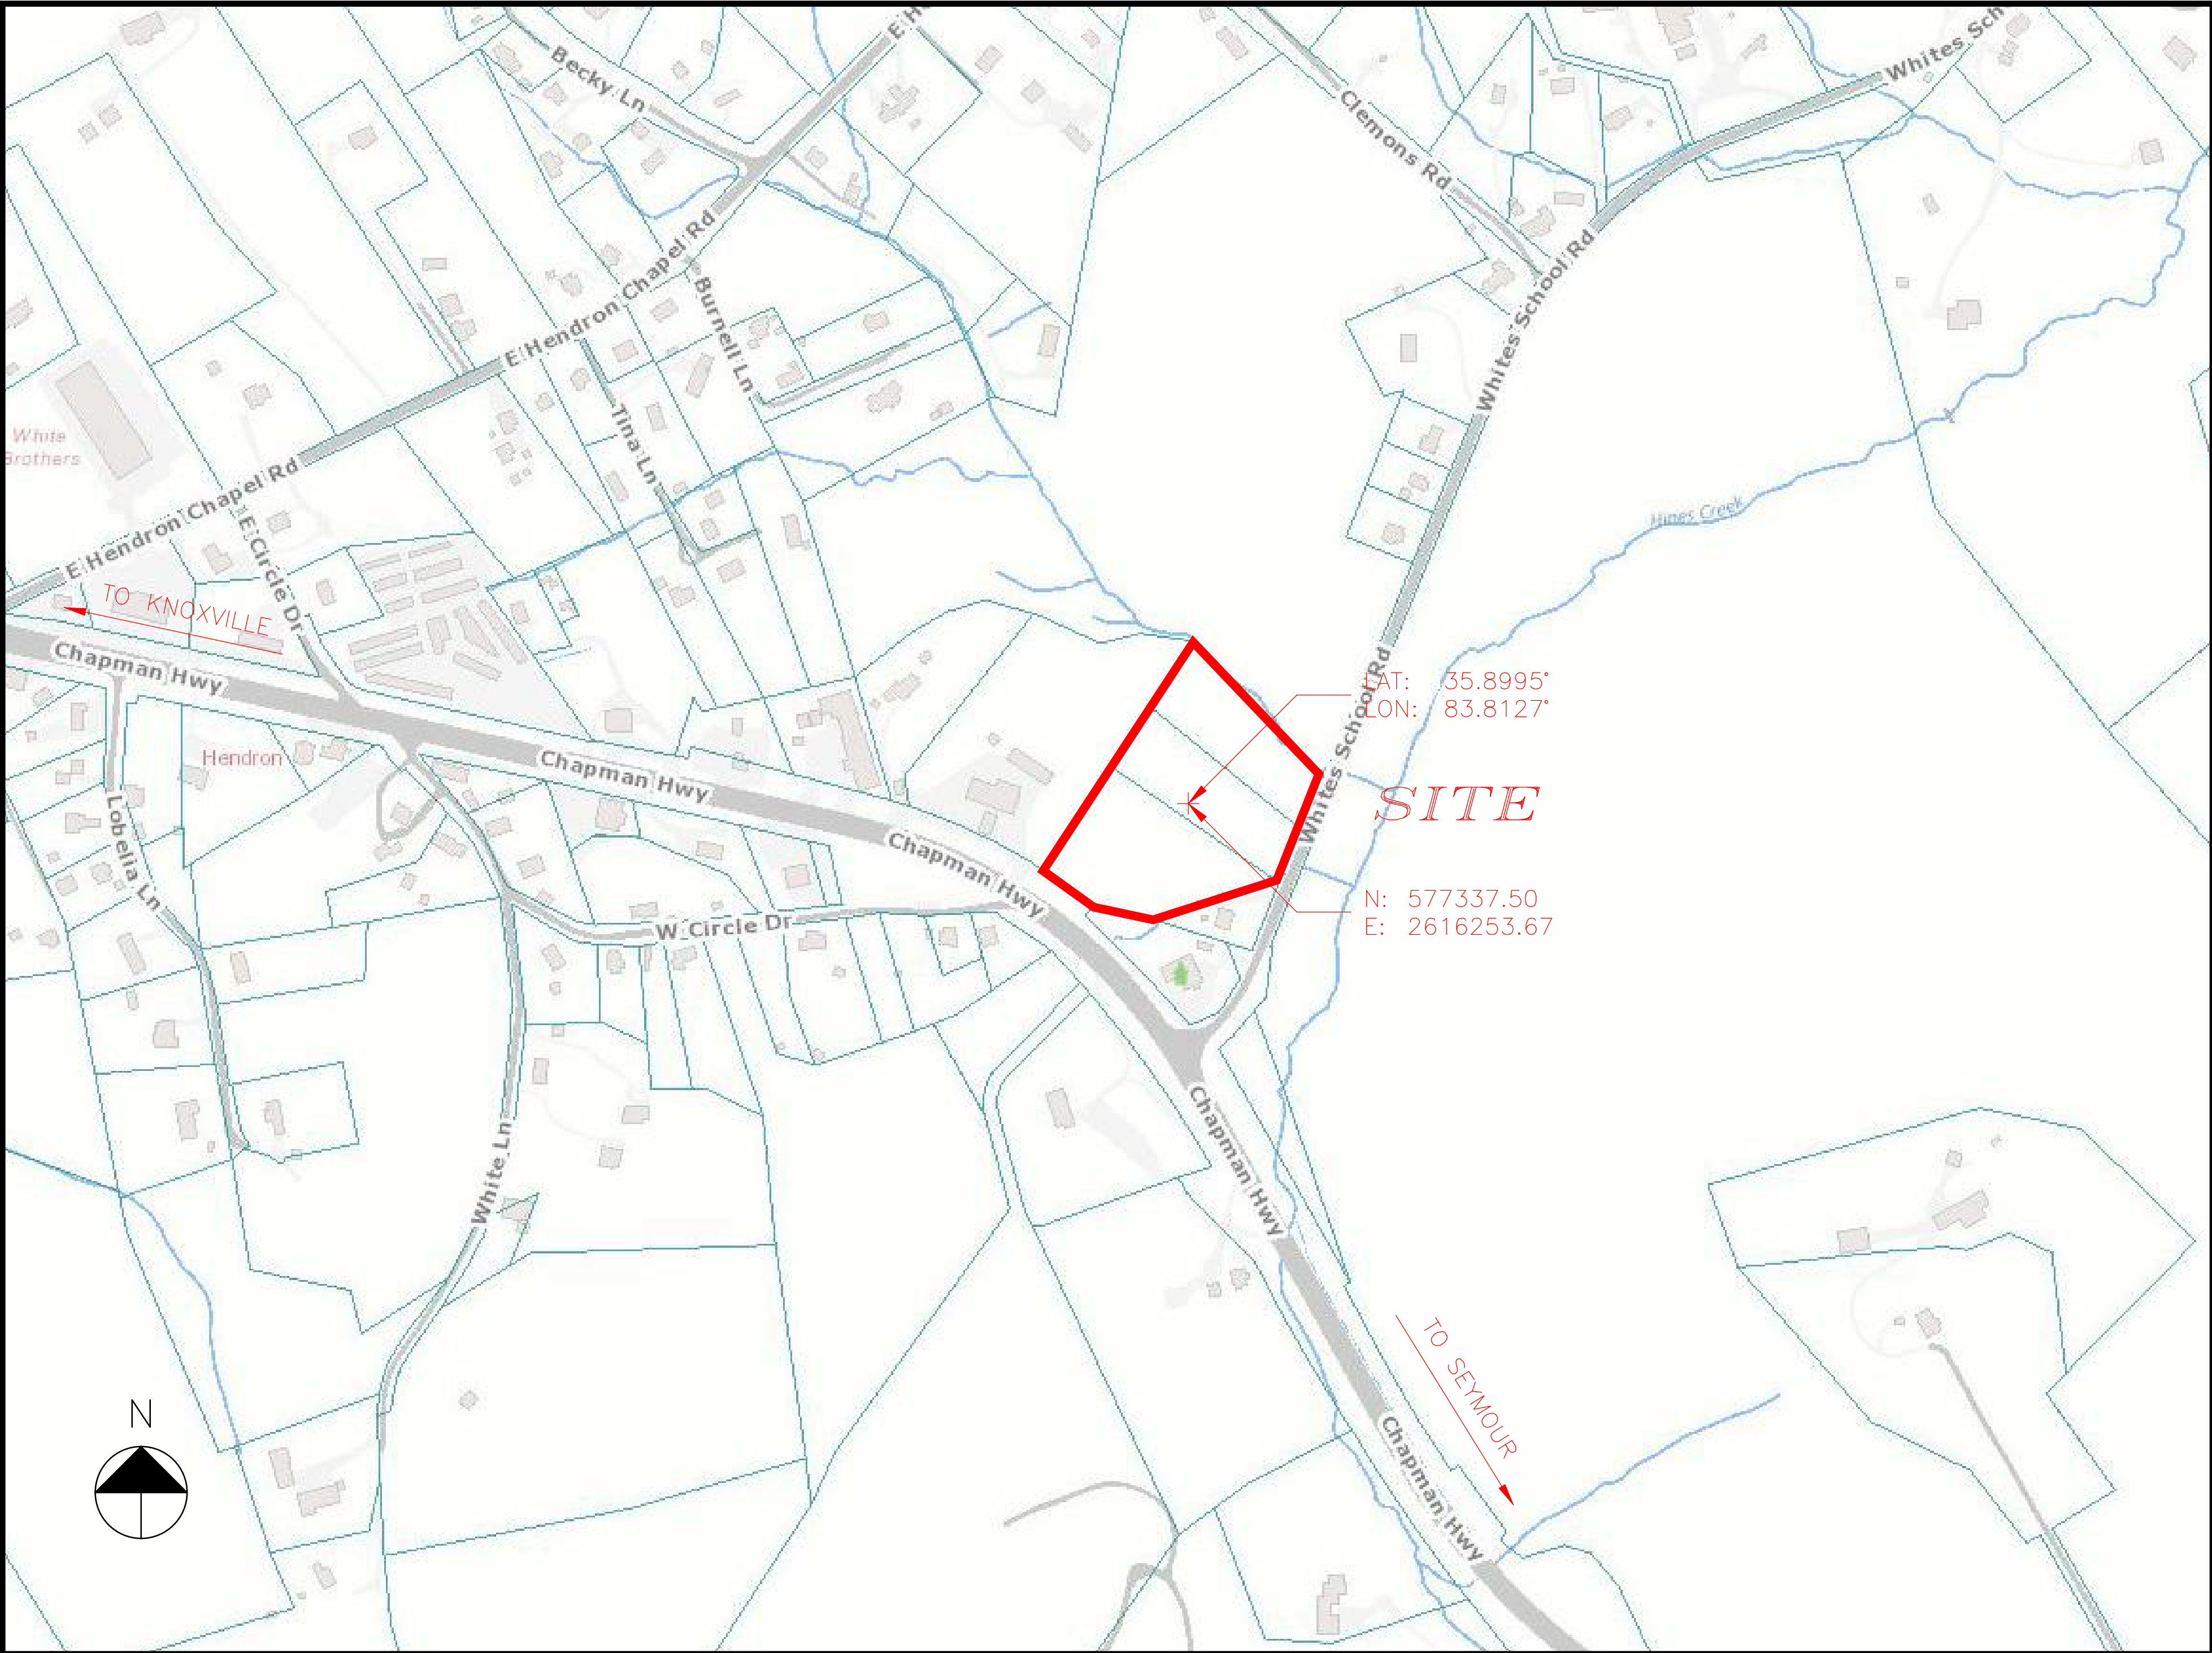 E H
Becky Ln
Clemons Rd
Whites Sch
E Hendron Chapel Rd
Burnell Ln
Whites School Rd
Tina Ln
White
Brothers
E Hendron Chapel Rd
E Circle Dr
Hines Creek
TO KNOXVILLE
Chapman Hwy
LAT: 35.8995°
LON: 83.8127°
Whites School Rd
Hendron
Chapman Hwy
SITE
Lobelia Ln
Chapman Hwy
N: 577337.50
E: 2616253.67
W Circle Dr
Chapman Hwy
White Ln
TO SEYMOUR
N
Chapman Hwy